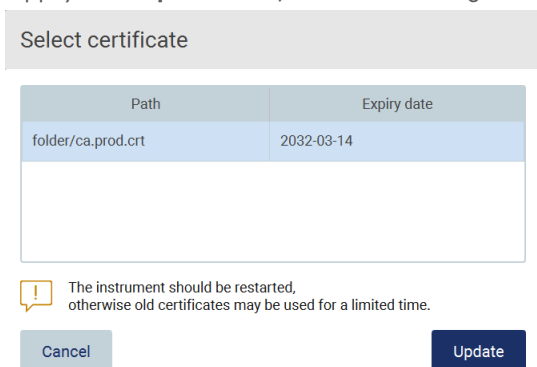 Select certificate
Path Expiry date
folder/ca.prod.crt 2032-03-14
The instrument should be restarted,
otherwise old certificates may be used for a limited time.
Cancel Update